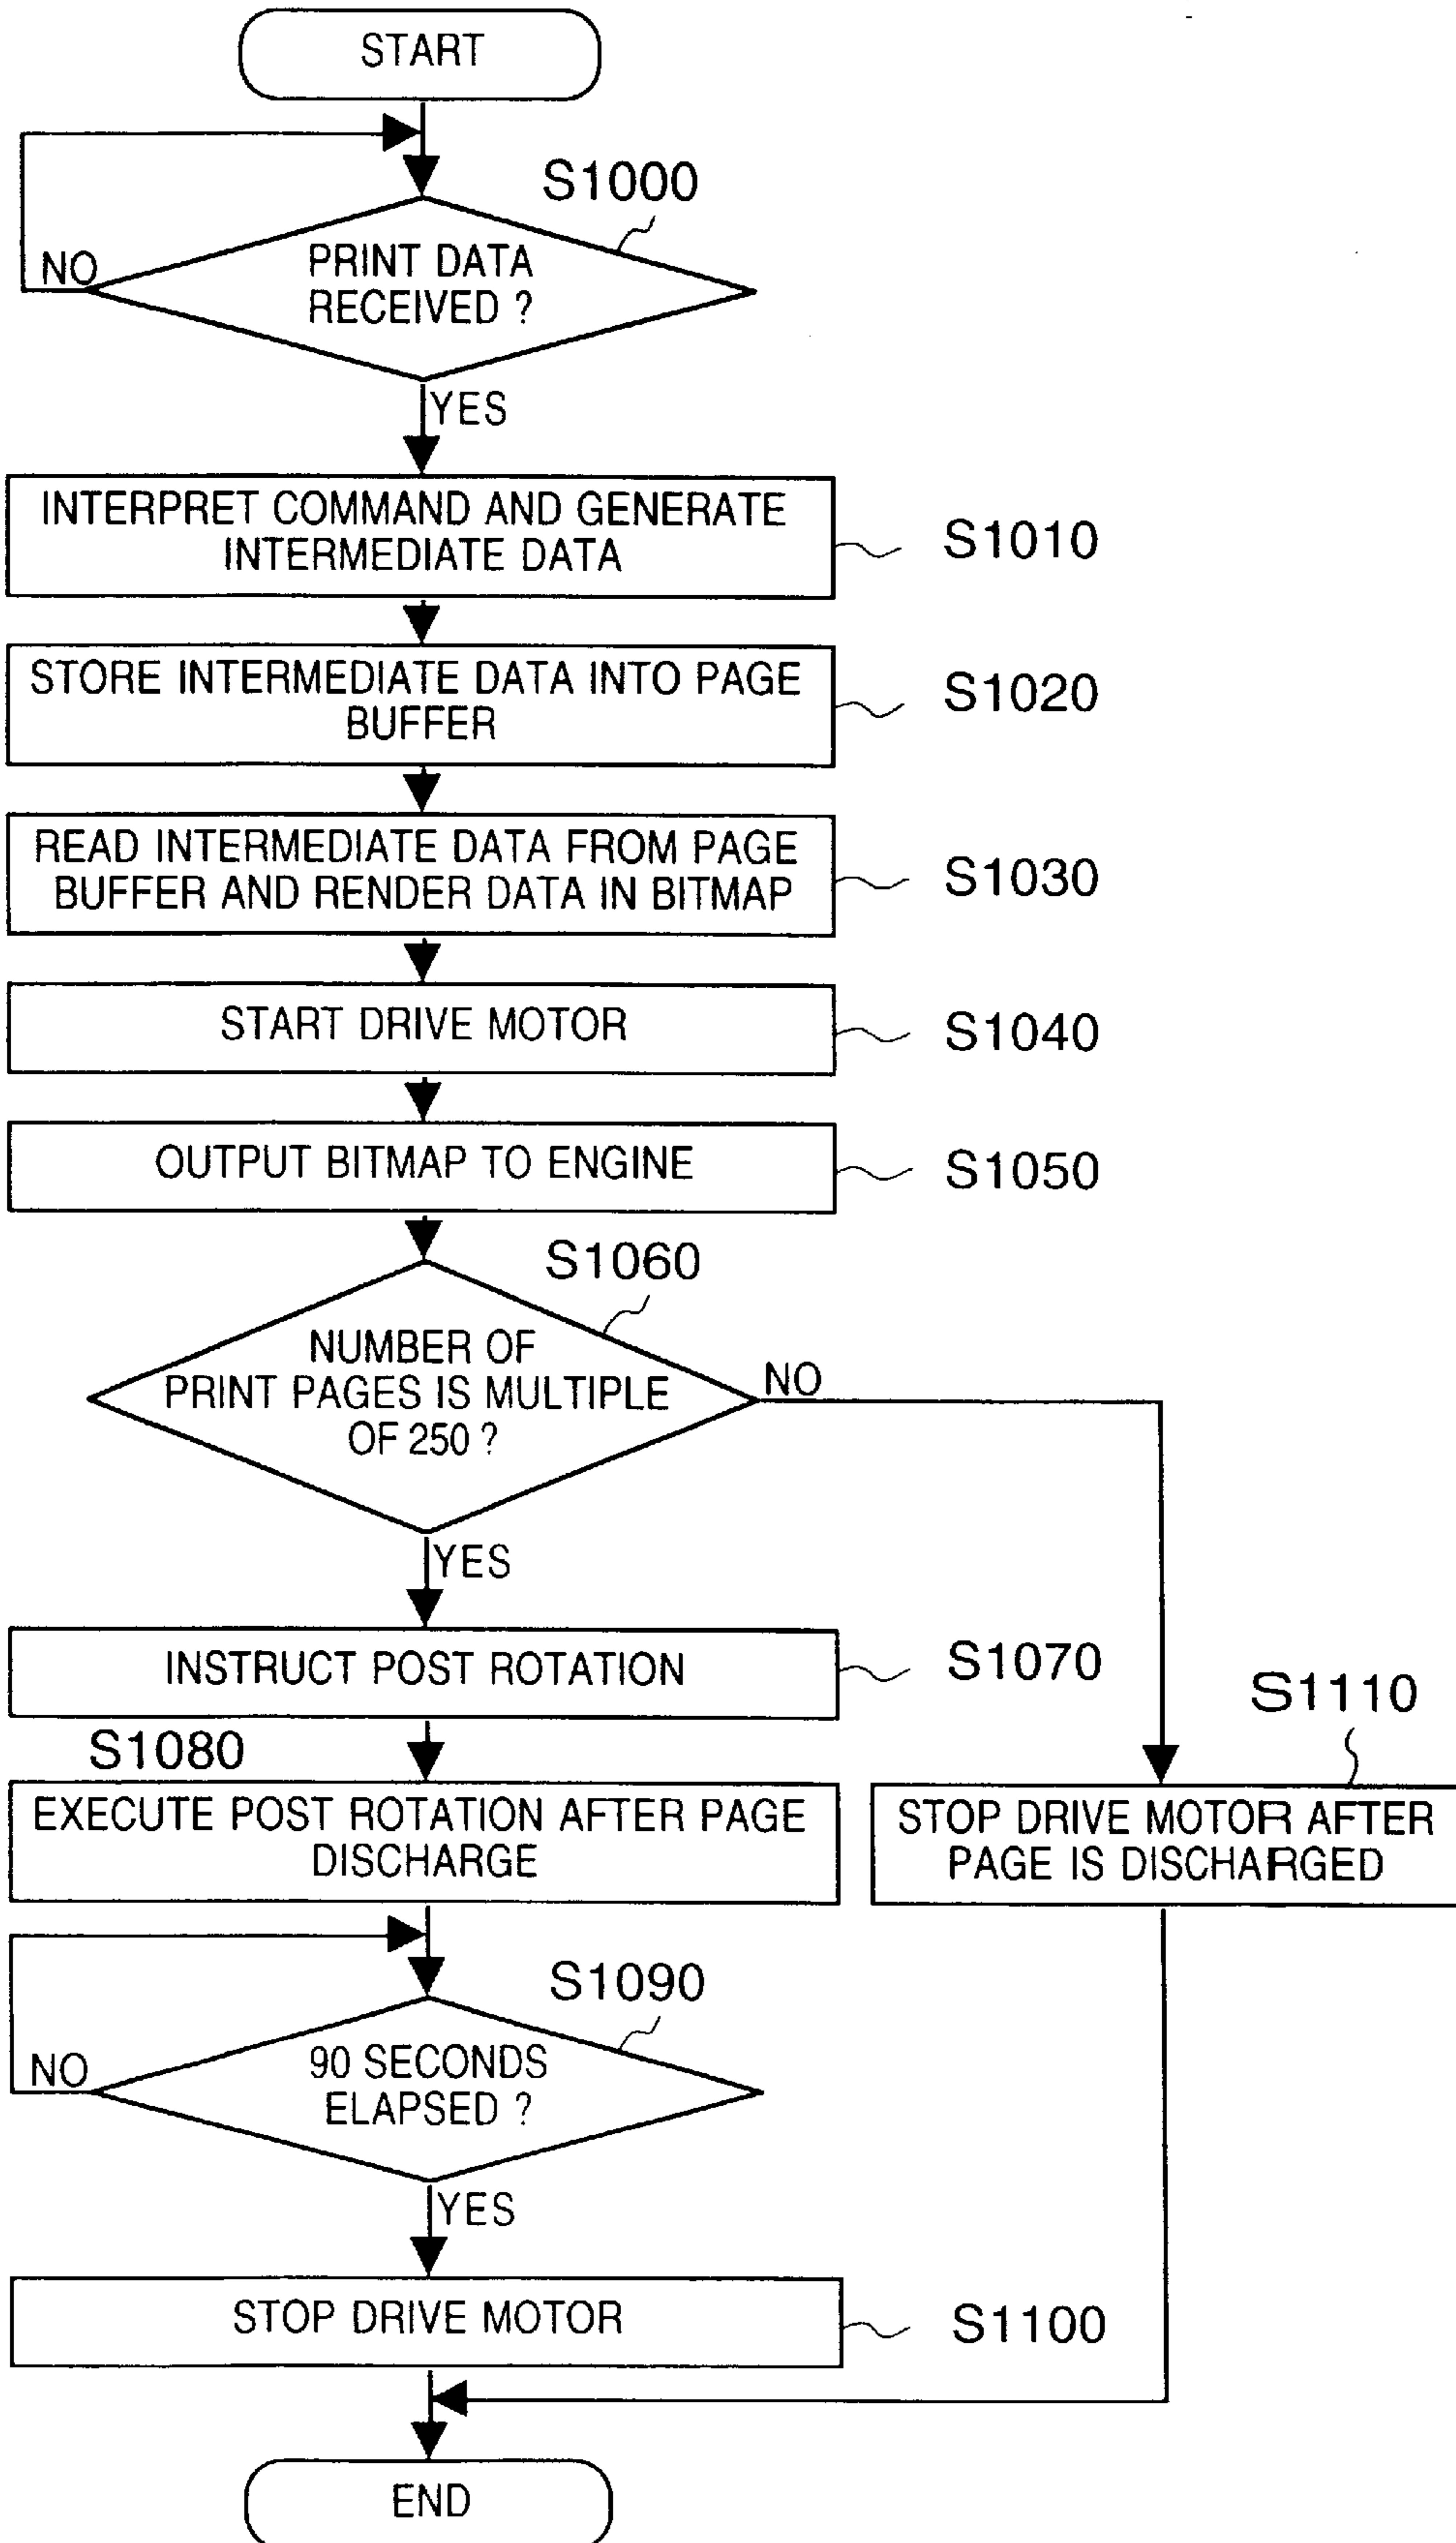 START
S1000
PRINT DATA
RECEIVED ?
NO
YES
INTERPRET COMMAND AND GENERATE
INTERMEDIATE DATA
S1010
STORE INTERMEDIATE DATA INTO PAGE
BUFFER
S1020
READ INTERMEDIATE DATA FROM PAGE
BUFFER AND RENDER DATA IN BITMAP
S1030
START DRIVE MOTOR
S1040
OUTPUT BITMAP TO ENGINE
S1050
S1060
NUMBER OF
PRINT PAGES IS MULTIPLE
OF 250 ?
NO
YES
INSTRUCT POST ROTATION
S1070
S1080
EXECUTE POST ROTATION AFTER PAGE
DISCHARGE
S1110
STOP DRIVE MOTOR AFTER
PAGE IS DISCHARGED
S1090
90 SECONDS
ELAPSED ?
NO
YES
STOP DRIVE MOTOR
S1100
END